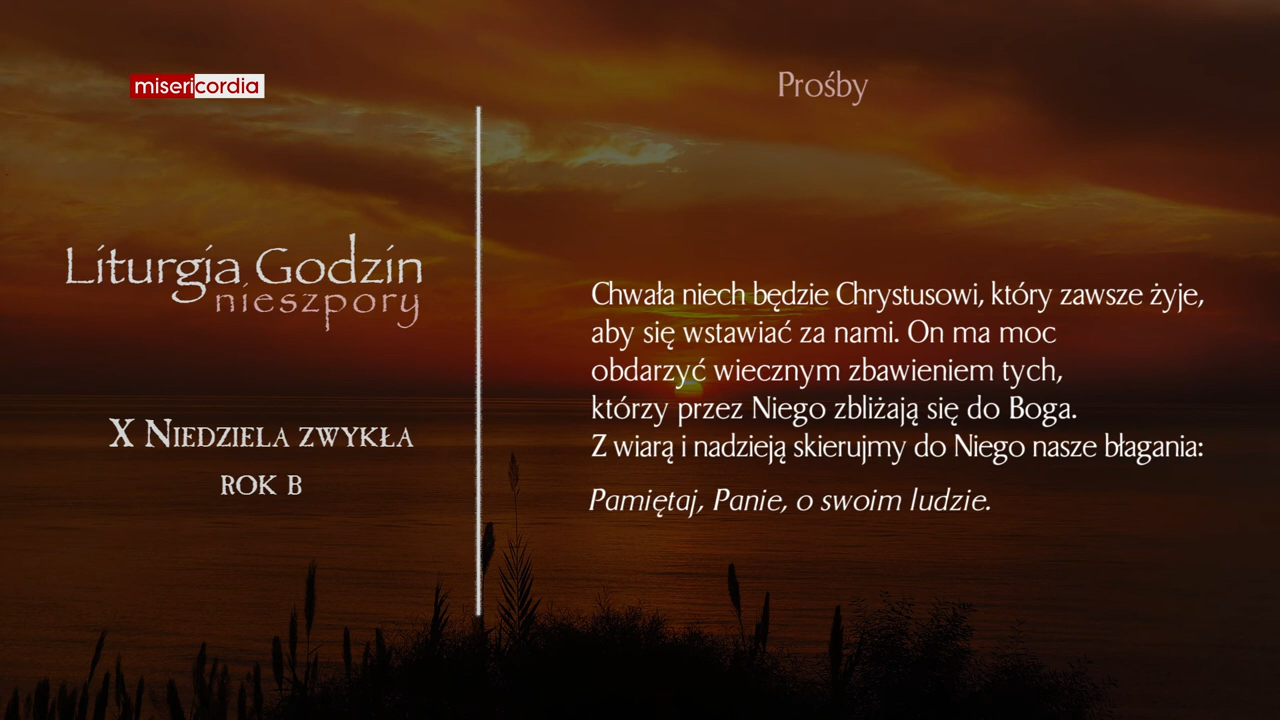 misericordia
Liturgia Godzin
nieszpory
X Niedziela zwykła
rok B
Prośby
Chwała niech będzie Chrystusowi, który zawsze żyje,
aby się wstawiać za nami. On ma moc
obdarzyć wiecznym zbawieniem tych,
którzy przez Niego zbliżają się do Boga.
Z wiarą i nadzieją skierujmy do Niego nasze błagania:
Pamiętaj, Panie, o swoim ludzie.